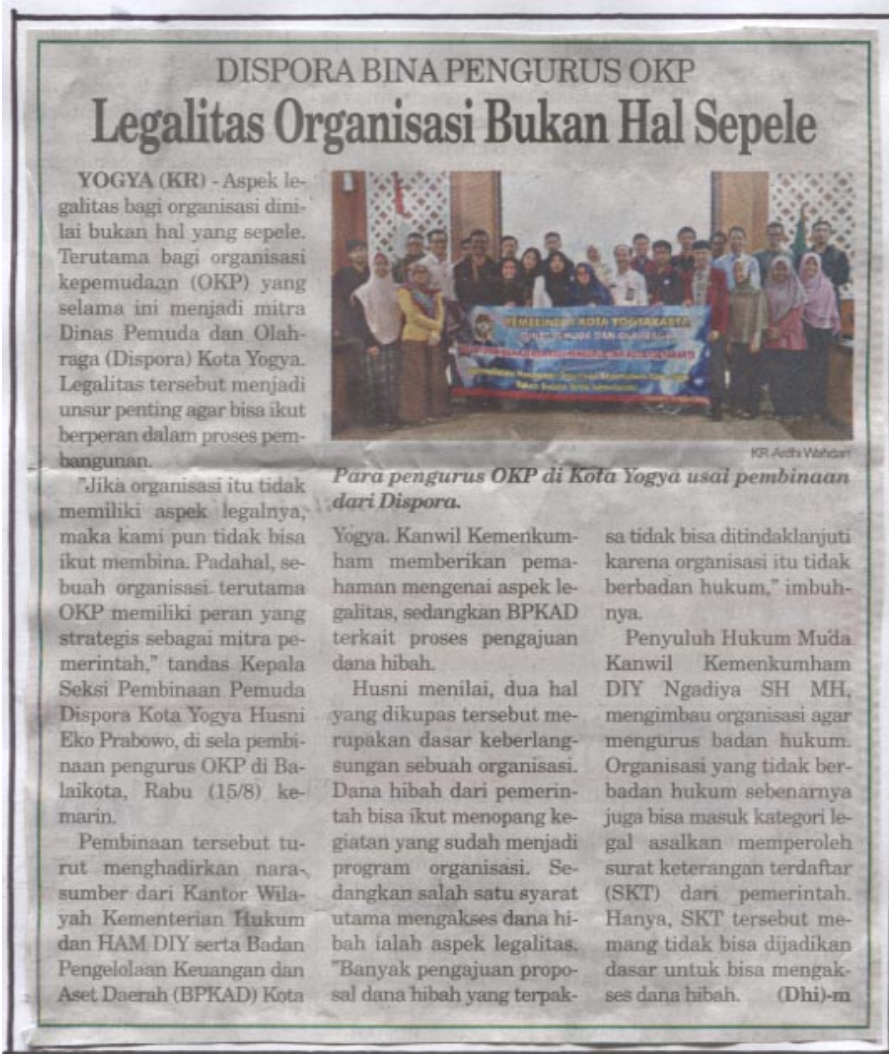 DISPORA BINA PENGURUS OKP
Legalitas Organisasi Bukan Hal Sepele
YOGYA (KR) - Aspek le-
galitas bagi organisasi dini-
lai bukan hal yang sepele.
Terutama bagi organisasi
kepemudaan (OKP) yang
selama ini menjadi mitra
Dinas Pemuda dan Olah-
raga (Dispora) Kota Yogya.
Legalitas tersebut menjadi
unsur penting agar bisa ikut
berperan dalam proses pem-
bangunan.
"Jika organisasi itu tidak
memiliki aspek legalnya,
maka kami pun tidak bisa
ikut membina. Padahal, se-
buah organisasi terutama
OKP memiliki peran yang
strategis sebagai mitra pe-
merintah," tandas Kepala
Seksi Pembinaan Pemuda
Dispora Kota Yogya Husni
Eko Prabowo, di sela pembi-
naan pengurus OKP di Ba-
laikota, Rabu (15/8) ke-
marin.
Pembinaan tersebut tu-
rut menghadirkan nara-
sumber dari Kantor Wila-
yah Kementerian Hukum
dan HAM DIY serta Badan
Pengelolaan Keuangan dan
Aset Daerah (BPKAD) Kota
PEMERINTAH KOTA YOGYAKARTA
DINAS PEMUDA DAN OLAHRAGA
KR-Ardhi Wahdan
Para pengurus OKP di Kota Yogya usai pembinaan
dari Dispora.
Yogya. Kanwil Kemenkum-
ham memberikan pema-
haman mengenai aspek le-
galitas, sedangkan BPKAD
terkait proses pengajuan
dana hibah.
Husni menilai, dua hal
yang dikupas tersebut me-
rupakan dasar keberlang-
sungan sebuah organisasi.
Dana hibah dari pemerin-
tah bisa ikut menopang ke-
giatan yang sudah menjadi
program organisasi. Se-
dangkan salah satu syarat
utama mengakses dana hi-
bah ialah aspek legalitas.
"Banyak pengajuan propo-
sal dana hibah yang terpak-
sa tidak bisa ditindaklanjuti
karena organisasi itu tidak
berbadan hukum," imbuh-
nya.
Penyuluh Hukum Muda
Kanwil Kemenkumham
DIY Ngadiya SH MH,
mengimbau organisasi agar
mengurus badan hukum.
Organisasi yang tidak ber-
badan hukum sebenarnya
juga bisa masuk kategori le-
gal asalkan memperoleh
surat keterangan terdaftar
(SKT) dari pemerintah.
Hanya, SKT tersebut me-
mang tidak bisa dijadikan
dasar untuk bisa mengak-
ses dana hibah. (Dhi)-m